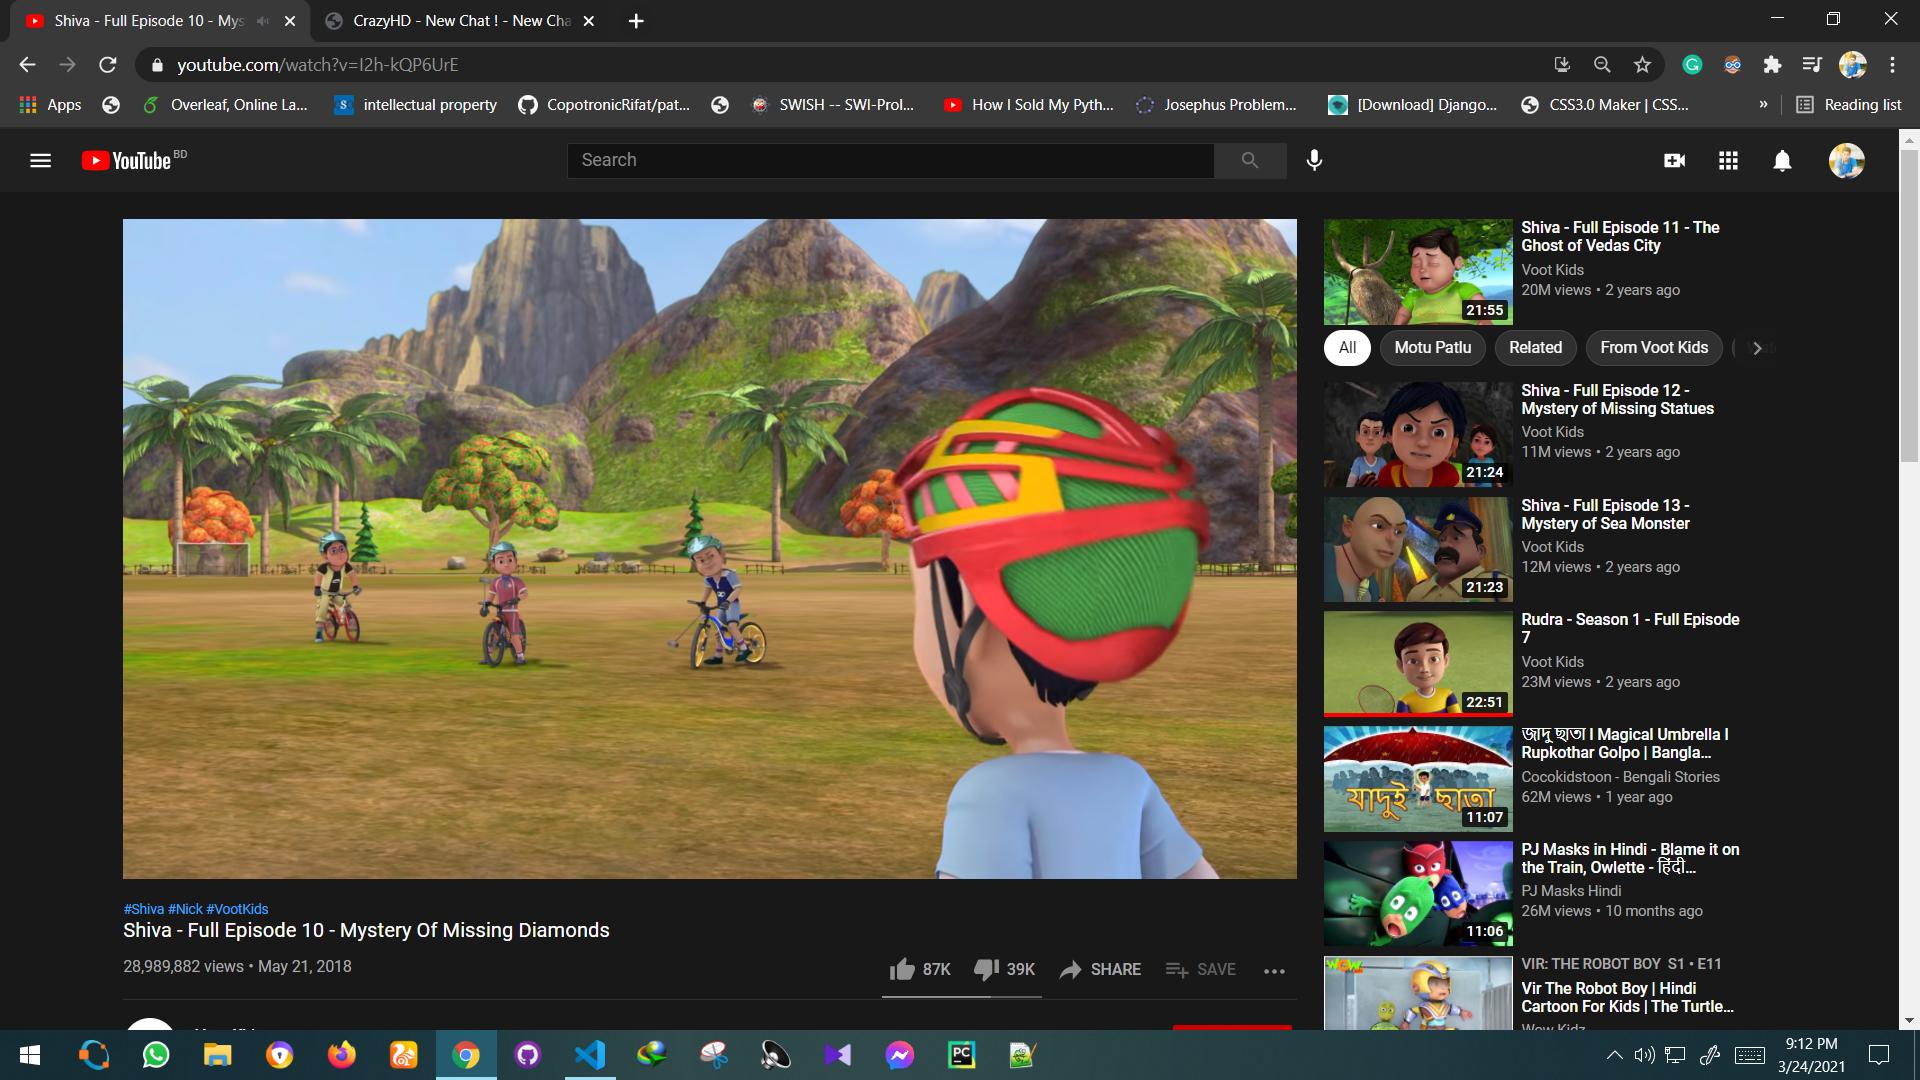 Shiva - Full Episode 10 - Mys
CrazyHD - New Chat ! - New Cha
youtube.com/watch?v=I2h-kQP6UrE
Apps
Overleaf, Online La...
intellectual property
CopotronicRifat/pat...
SWISH -- SWI-Prol...
How I Sold My Pyth...
Josephus Problem...
[Download] Django...
CSS3.0 Maker | CSS...
»
Reading list
YouTube BD
Search
Shiva - Full Episode 11 - The
Ghost of Vedas City
Voot Kids
20M views • 2 years ago
21:55
All
Motu Patlu
Related
From Voot Kids
Shiva - Full Episode 12 -
Mystery of Missing Statues
Voot Kids
11M views • 2 years ago
21:24
Shiva - Full Episode 13 -
Mystery of Sea Monster
Voot Kids
12M views • 2 years ago
21:23
Rudra - Season 1 - Full Episode
7
Voot Kids
23M views • 2 years ago
22:51
জাদু ছাতা I Magical Umbrella I
Rupkothar Golpo | Bangla...
Cocokidstoon - Bengali Stories
62M views • 1 year ago
যাদুই ছাতা
11:07
PJ Masks in Hindi - Blame it on
the Train, Owlette - हिंदी...
PJ Masks Hindi
26M views • 10 months ago
11:06
WOW
VIR: THE ROBOT BOY S1 • E11
Vir The Robot Boy | Hindi
Cartoon For Kids | The Turtle...
Wow Kidz
#Shiva #Nick #VootKids
Shiva - Full Episode 10 - Mystery Of Missing Diamonds
28,989,882 views • May 21, 2018
87K
39K
SHARE
SAVE
PC
9:12 PM
3/24/2021